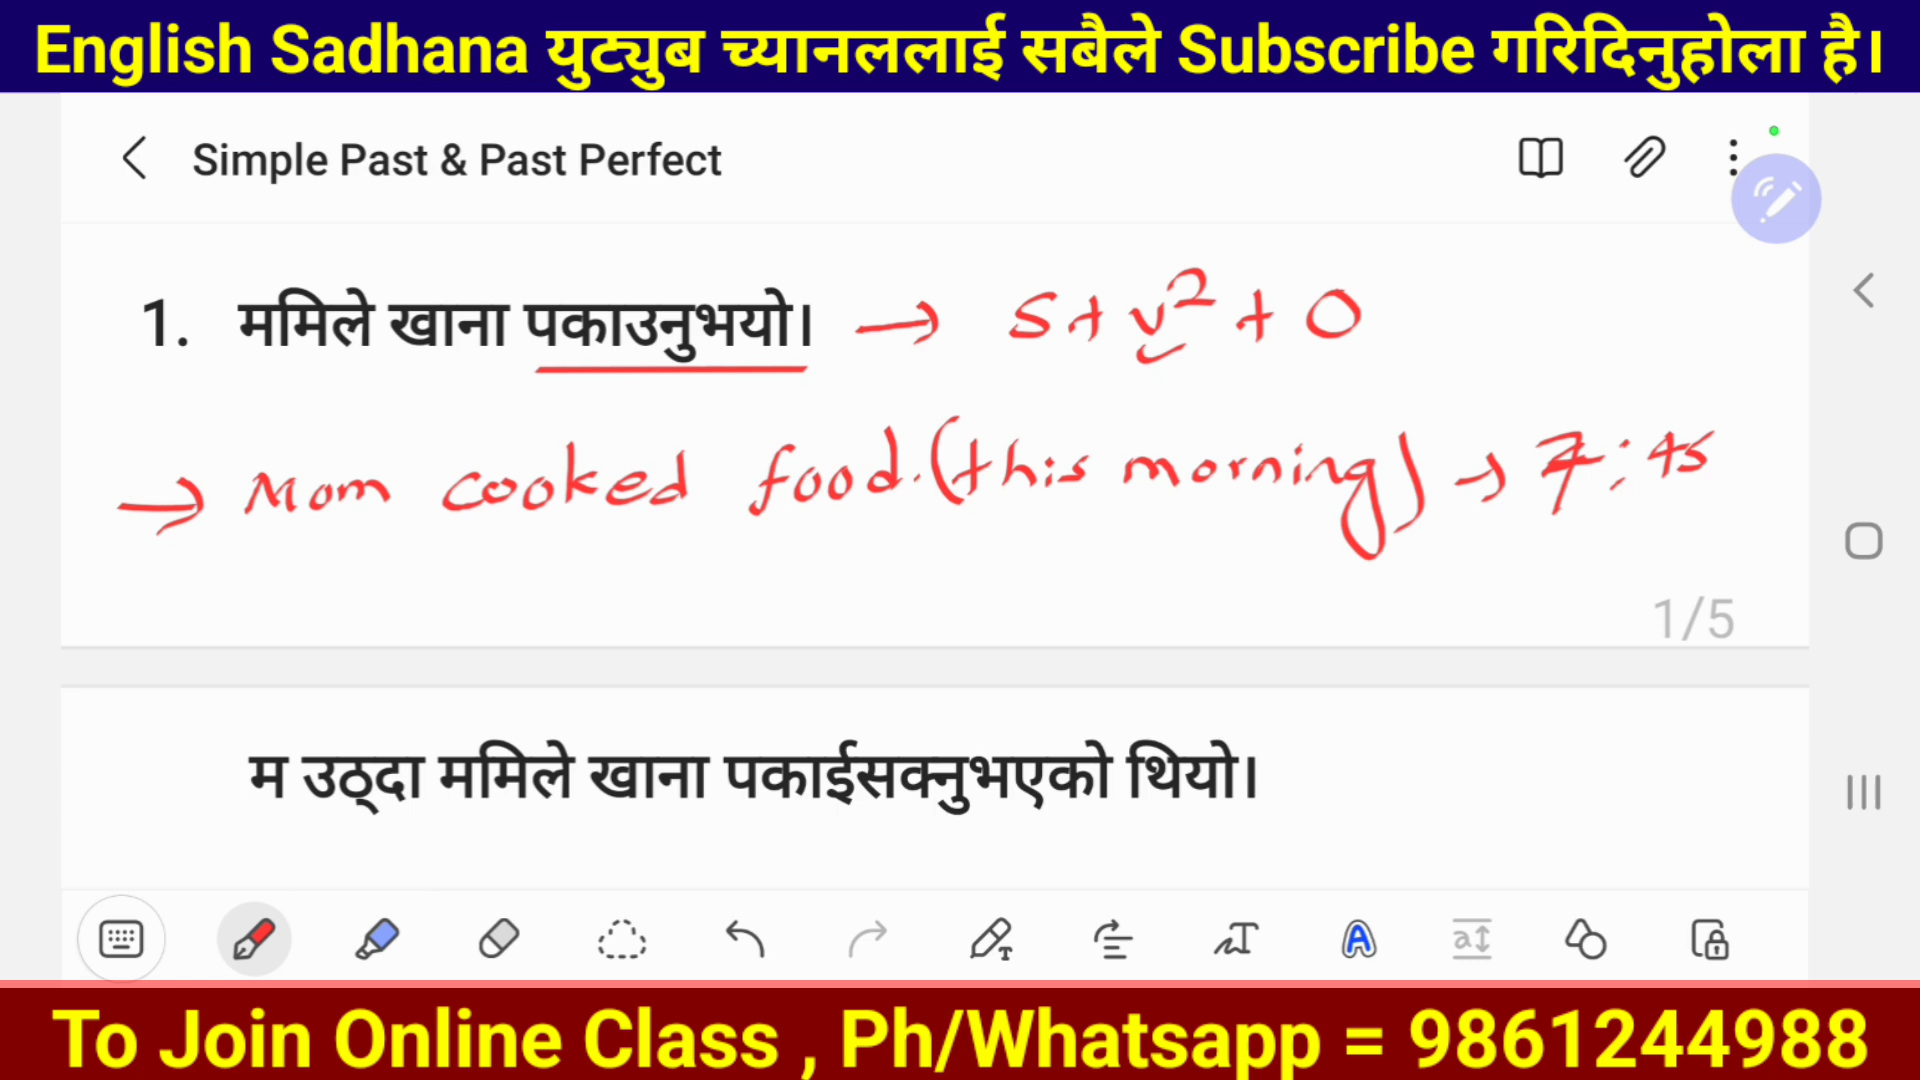 English Sadhana युट्युब च्यानललाई सबैले Subscribe गरिदिनुहोला है।
Simple Past & Past Perfect
1. ममिले खाना पकाउनुभयो। → S + V² + O
→ Mom cooked food. (this morning) → 7:45
1/5
म उठ्दा ममिले खाना पकाईसक्नुभएको थियो।
To Join Online Class , Ph/Whatsapp = 9861244988